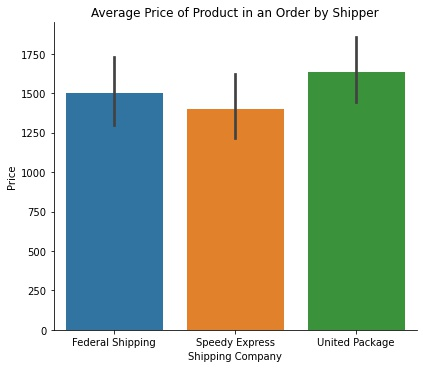 Average Price of Product in an Order by Shipper
1750
1500
1250
1000
750
500
250
0
Price
Federal Shipping
Speedy Express
United Package
Shipping Company